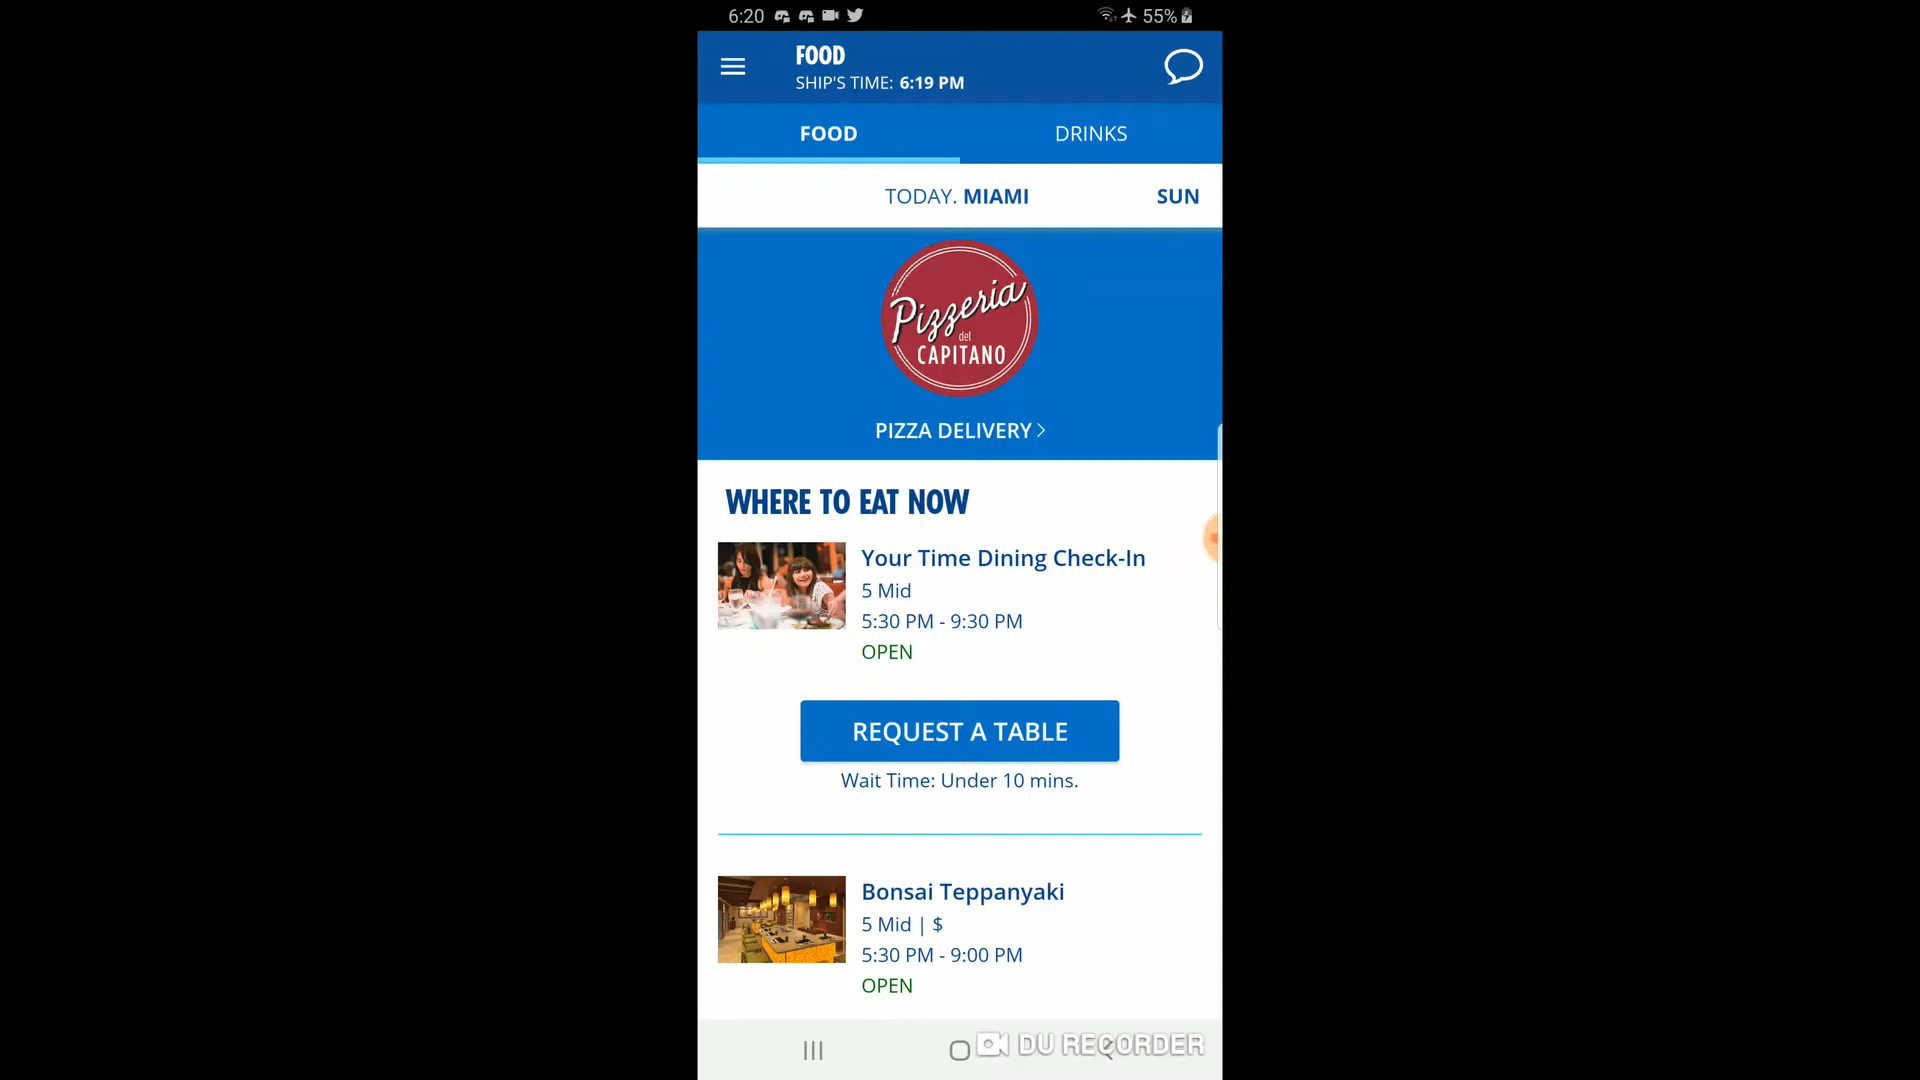 6:20 55%
FOOD
SHIP'S TIME: 6:19 PM
FOOD DRINKS
TODAY. MIAMI SUN
Pizzeria
del
CAPITANO
PIZZA DELIVERY
WHERE TO EAT NOW
Your Time Dining Check-In
5 Mid
5:30 PM - 9:30 PM
OPEN
REQUEST A TABLE
Wait Time: Under 10 mins.
Bonsai Teppanyaki
5 Mid | $
5:30 PM - 9:00 PM
OPEN
DU RECORDER